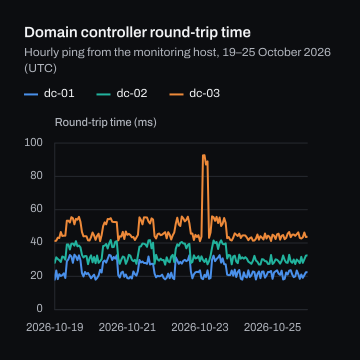 Domain controller round-trip time
Hourly ping from the monitoring host, 19–25 October 2026
(UTC)
dc-01 dc-02 dc-03
Round-trip time (ms)
100
80
60
40
20
0
2026-10-19 2026-10-21 2026-10-23 2026-10-25